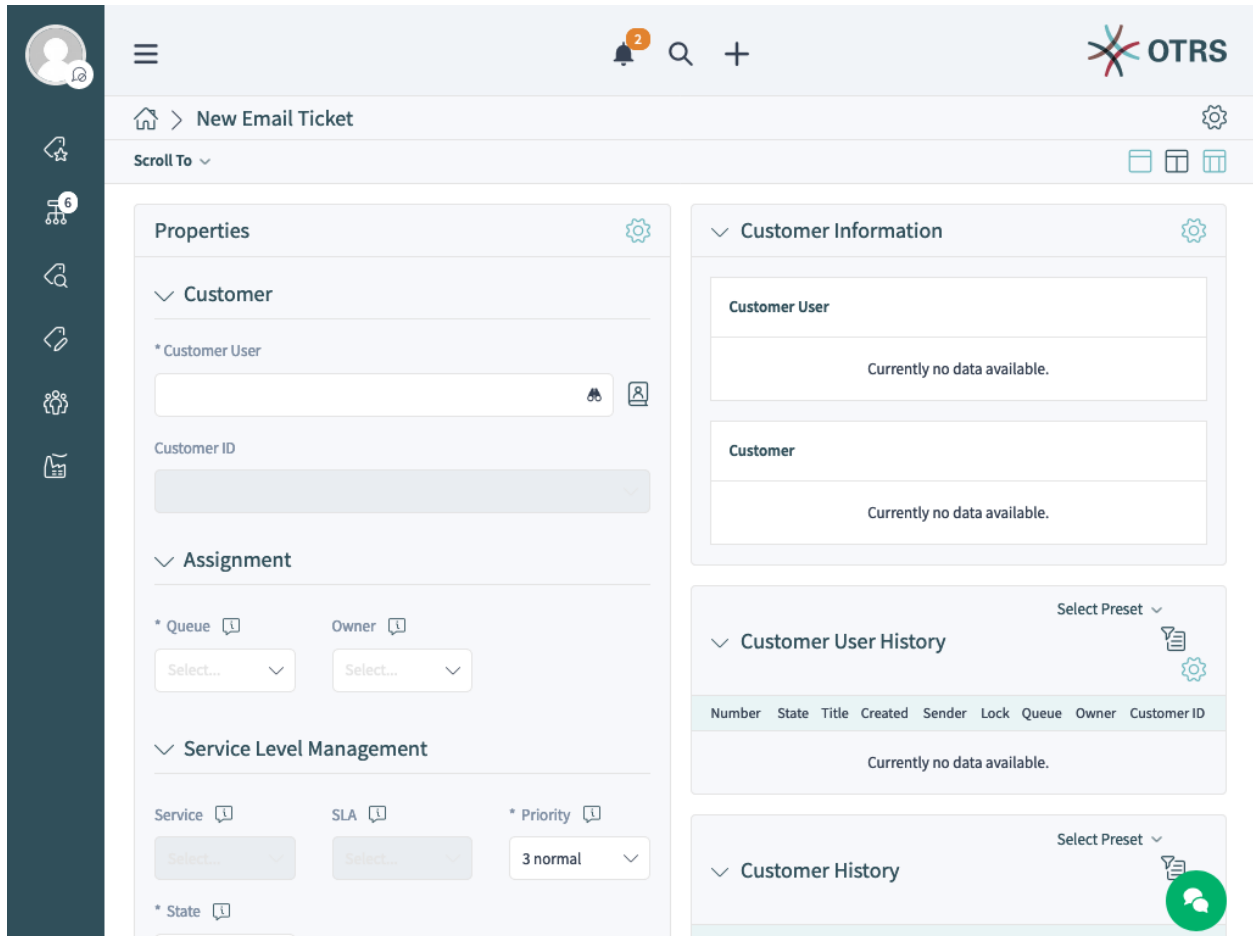 2
OTRS
New Email Ticket
Scroll To
6
Properties
Customer
* Customer User
Customer ID
Assignment
* Queue Owner
Select... Select...
Service Level Management
Service SLA * Priority
Select... Select... 3 normal
* State
Customer Information
Customer User
Currently no data available.
Customer
Currently no data available.
Select Preset
Customer User History
Number State Title Created Sender Lock Queue Owner Customer ID
Currently no data available.
Select Preset
Customer History